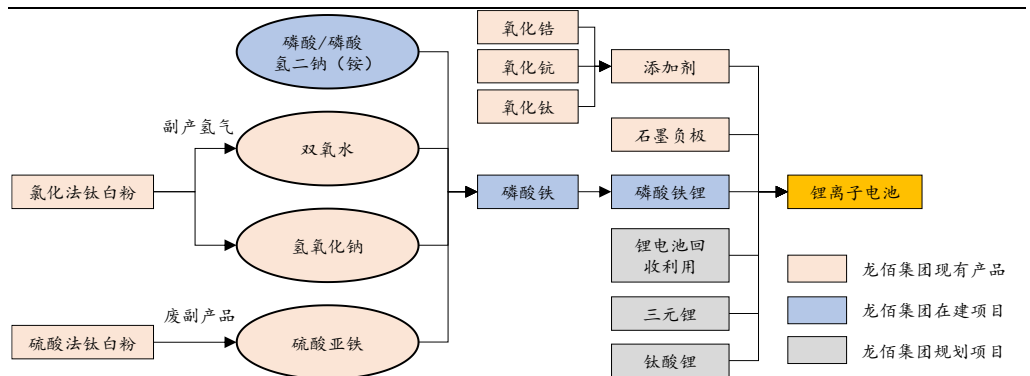 磷酸/磷酸
氢二钠（铵）
氧化锆
氧化钪
氧化钛
添加剂
副产氢气
双氧水
石墨负极
氯化法钛白粉
磷酸铁
磷酸铁锂
锂离子电池
氢氧化钠
锂电池回
收利用
龙佰集团现有产品
废副产品
三元锂
龙佰集团在建项目
硫酸法钛白粉
硫酸亚铁
钛酸锂
龙佰集团规划项目